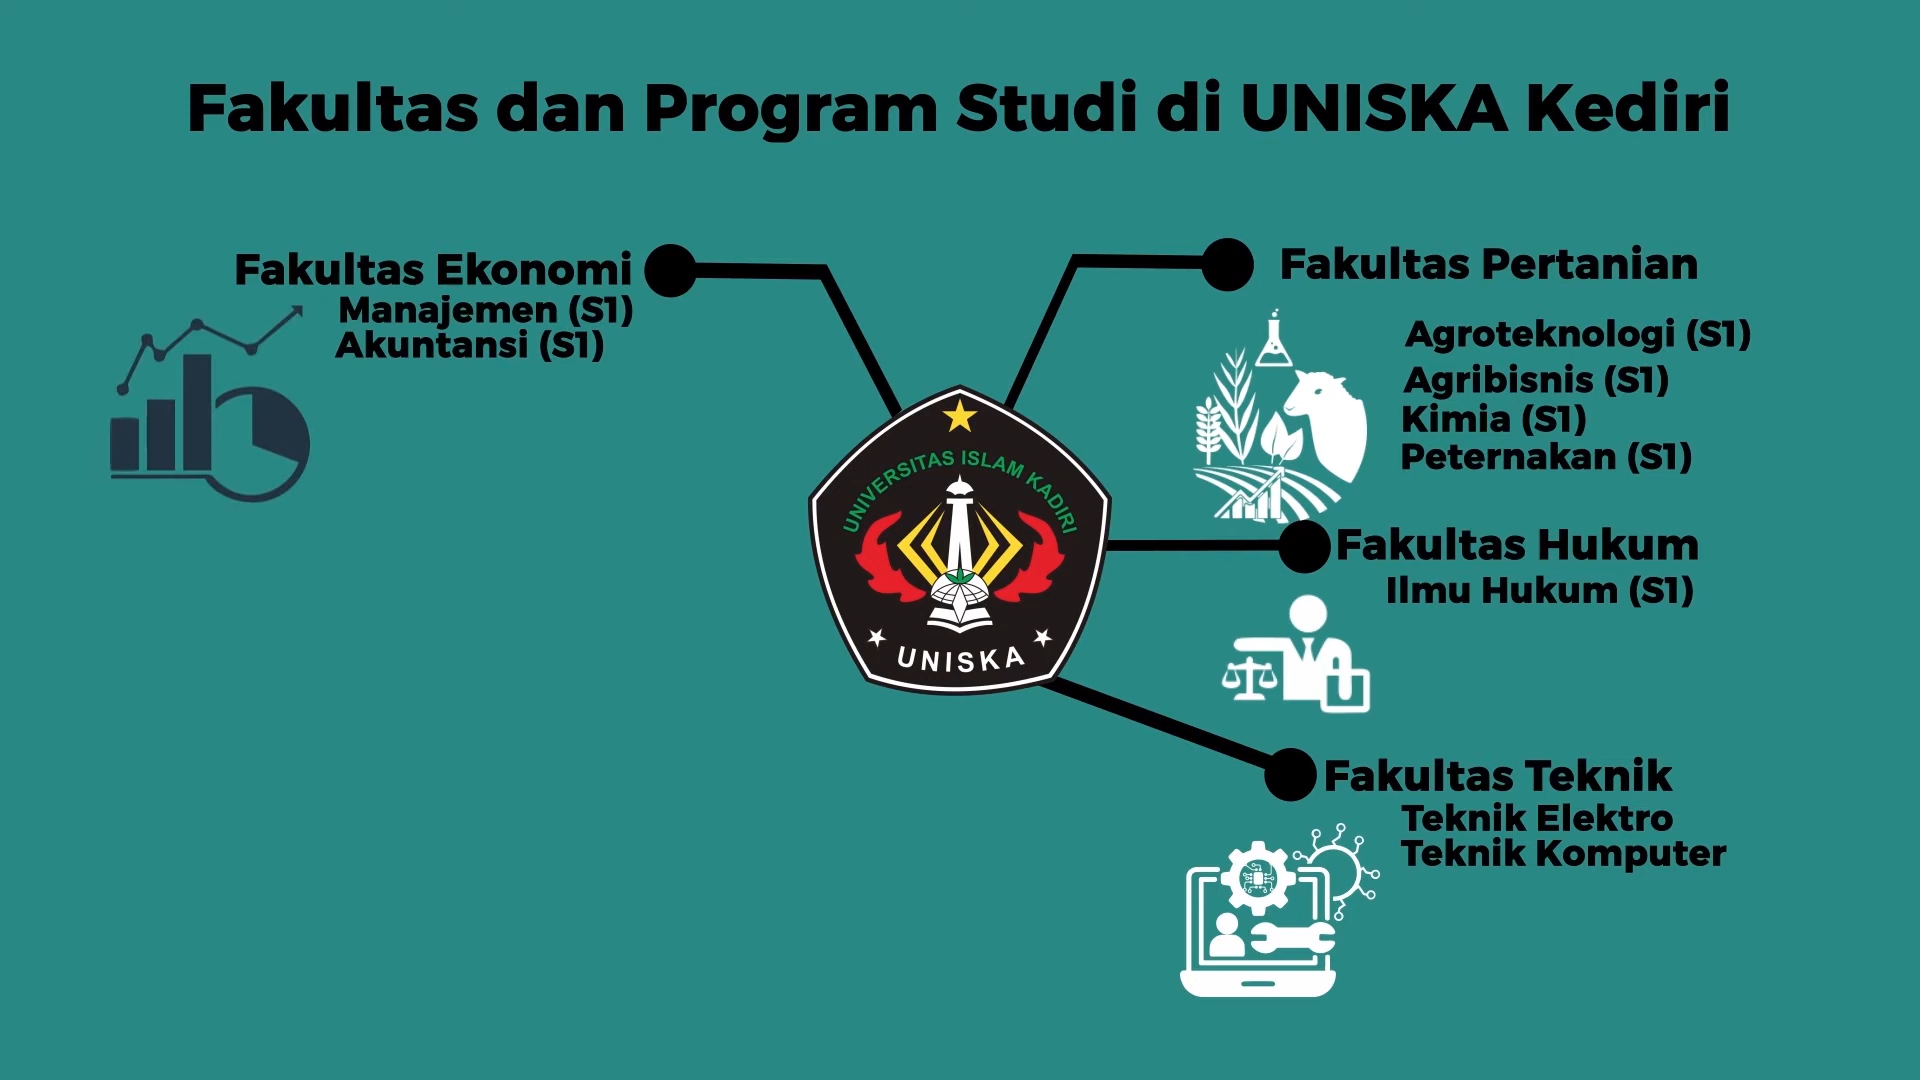 Fakultas dan Program Studi di UNISKA Kediri
Fakultas Ekonomi
Manajemen (S1)
Akuntansi (S1)
UNIVERSITAS ISLAM KADIRI
UNISKA
Fakultas Pertanian
Agroteknologi (S1)
Agribisnis (S1)
Kimia (S1)
Peternakan (S1)
Fakultas Hukum
Ilmu Hukum (S1)
Fakultas Teknik
Teknik Elektro
Teknik Komputer